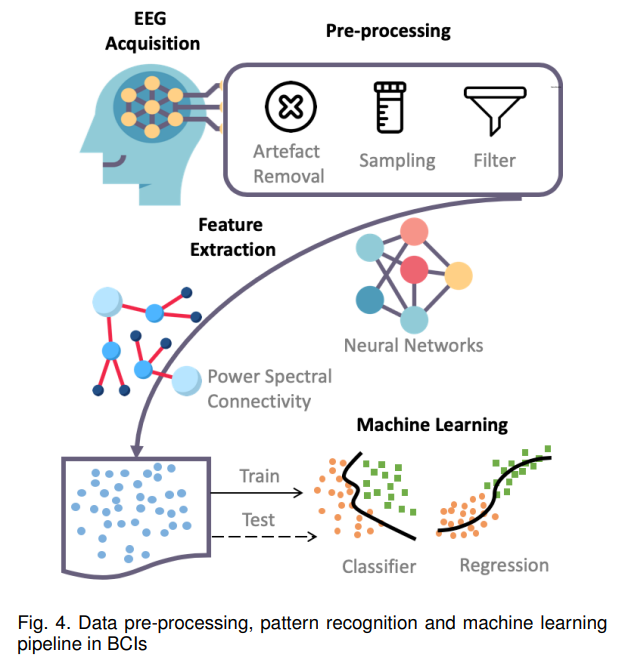 EEG
Acquisition
Pre-processing
Artefact
Removal
Sampling
Filter
Feature
Extraction
Neural Networks
Power Spectral
Connectivity
Machine Learning
Train
Test
Classifier
Regression
Fig. 4. Data pre-processing, pattern recognition and machine learning
pipeline in BCIs